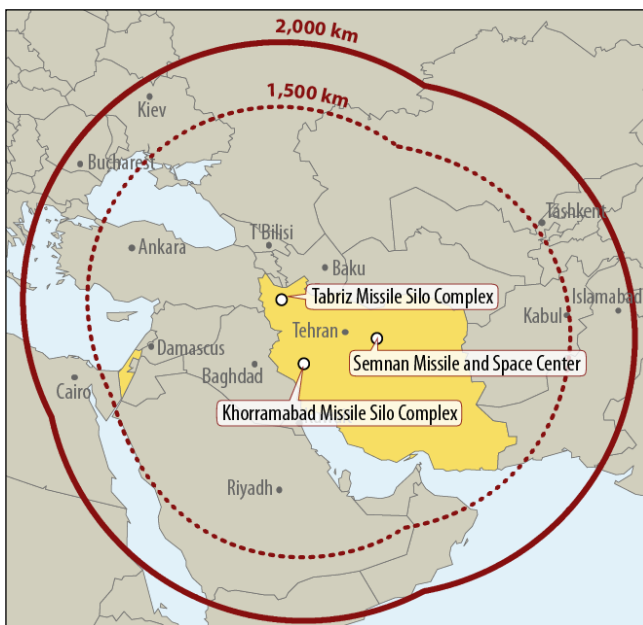 2,000 km
1,500 km
Kiev
Bucharest
Tashkent
Ankara
T'Bilisi
Baku
Tabriz Missile Silo Complex
Islamabad
Kabul
Tehran
Damascus
Semnan Missile and Space Center
Baghdad
Cairo
Khorramabad Missile Silo Complex
Riyadh